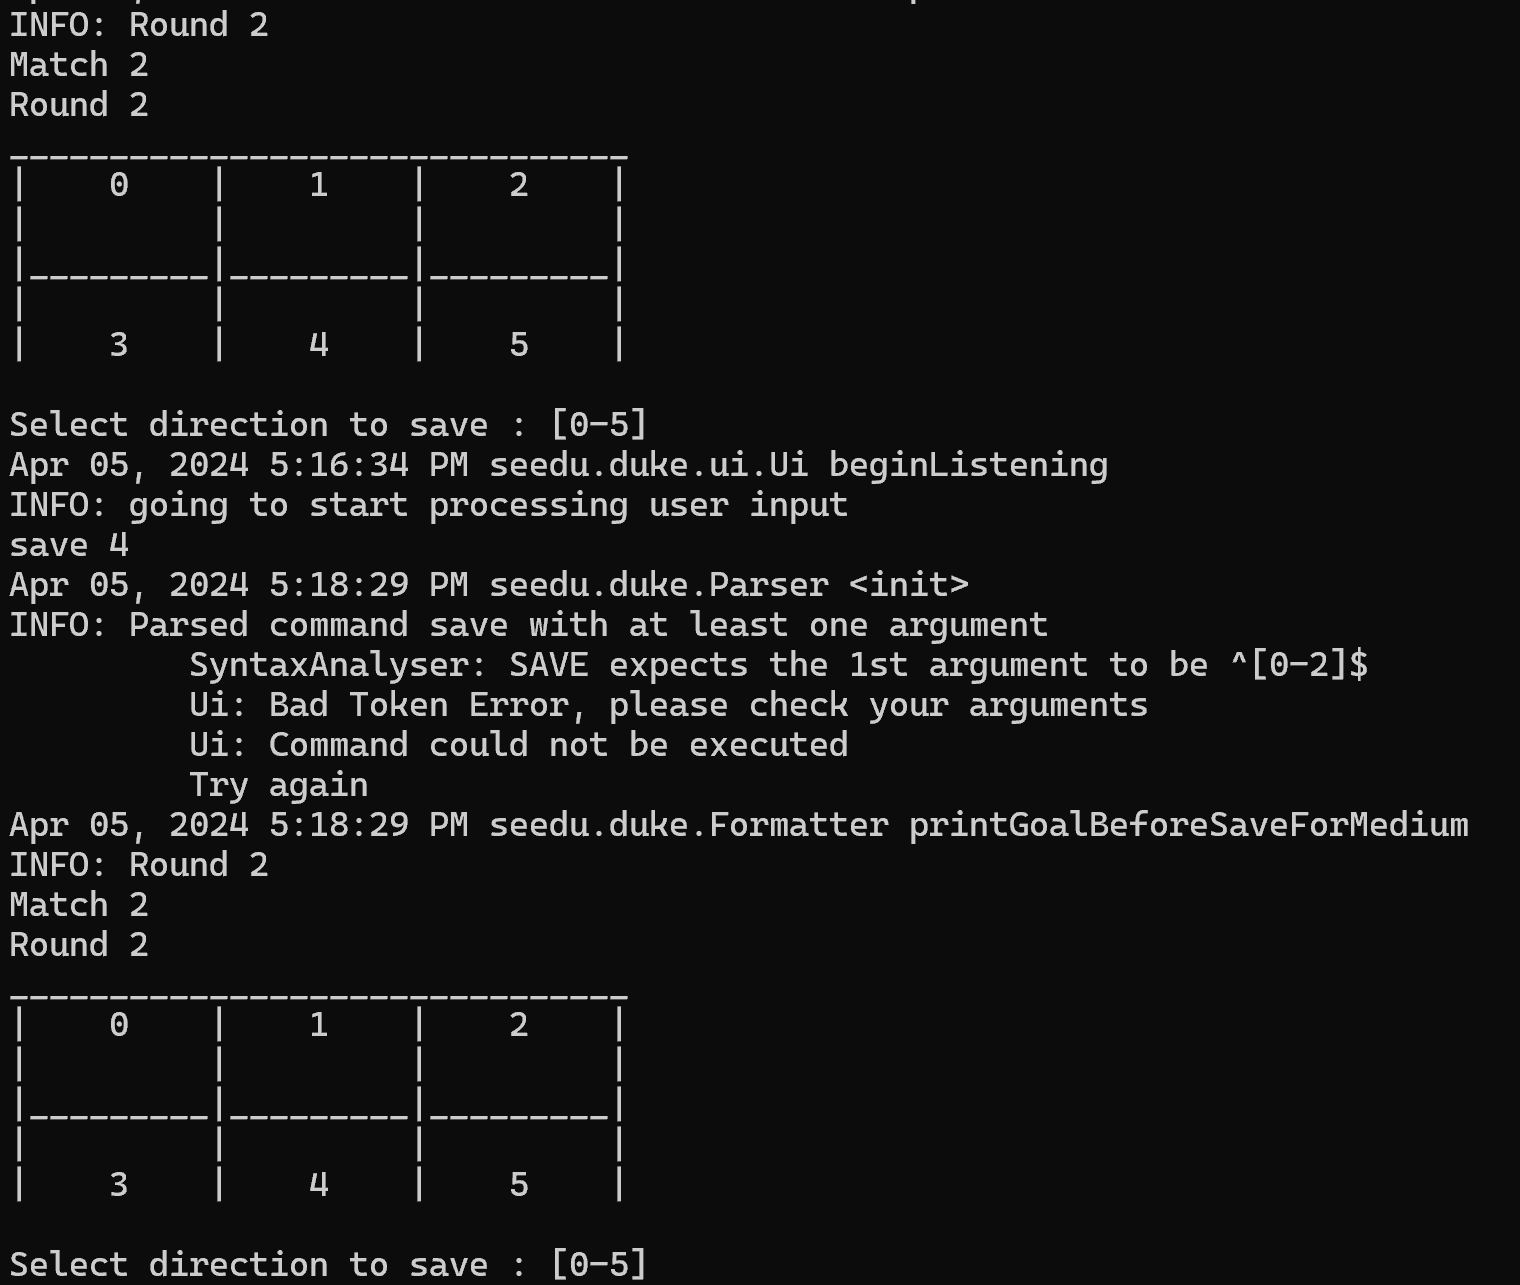 INFO: Round 2
Match 2
Round 2
_______________________________
|    0    |    1    |    2    |
|         |         |         |
|_________|_________|_________|
|         |         |         |
|    3    |    4    |    5    |
Select direction to save : [0-5]
Apr 05, 2024 5:16:34 PM seedu.duke.ui.Ui beginListening
INFO: going to start processing user input
save 4
Apr 05, 2024 5:18:29 PM seedu.duke.Parser <init>
INFO: Parsed command save with at least one argument
SyntaxAnalyser: SAVE expects the 1st argument to be ^[0-2]$
Ui: Bad Token Error, please check your arguments
Ui: Command could not be executed
Try again
Apr 05, 2024 5:18:29 PM seedu.duke.Formatter printGoalBeforeSaveForMedium
INFO: Round 2
Match 2
Round 2
_______________________________
|    0    |    1    |    2    |
|         |         |         |
|_________|_________|_________|
|         |         |         |
|    3    |    4    |    5    |
Select direction to save : [0-5]